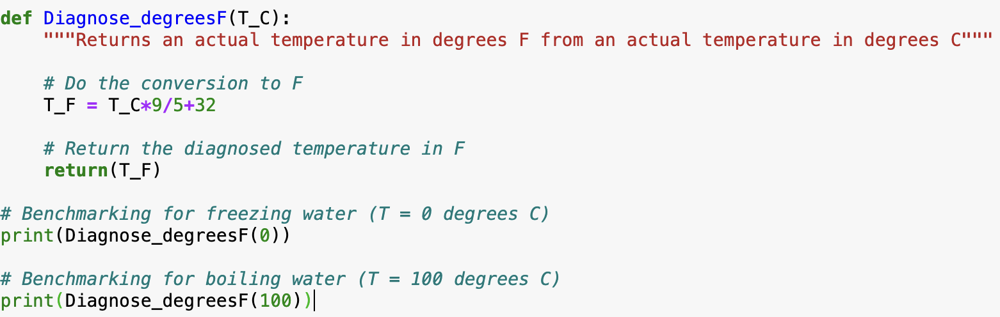 def Diagnose_degreesF(T_C):
    """Returns an actual temperature in degrees F from an actual temperature in degrees C"""

    # Do the conversion to F
    T_F = T_C*9/5+32

    # Return the diagnosed temperature in F
    return(T_F)

# Benchmarking for freezing water (T = 0 degrees C)
print(Diagnose_degreesF(0))

# Benchmarking for boiling water (T = 100 degrees C)
print(Diagnose_degreesF(100))